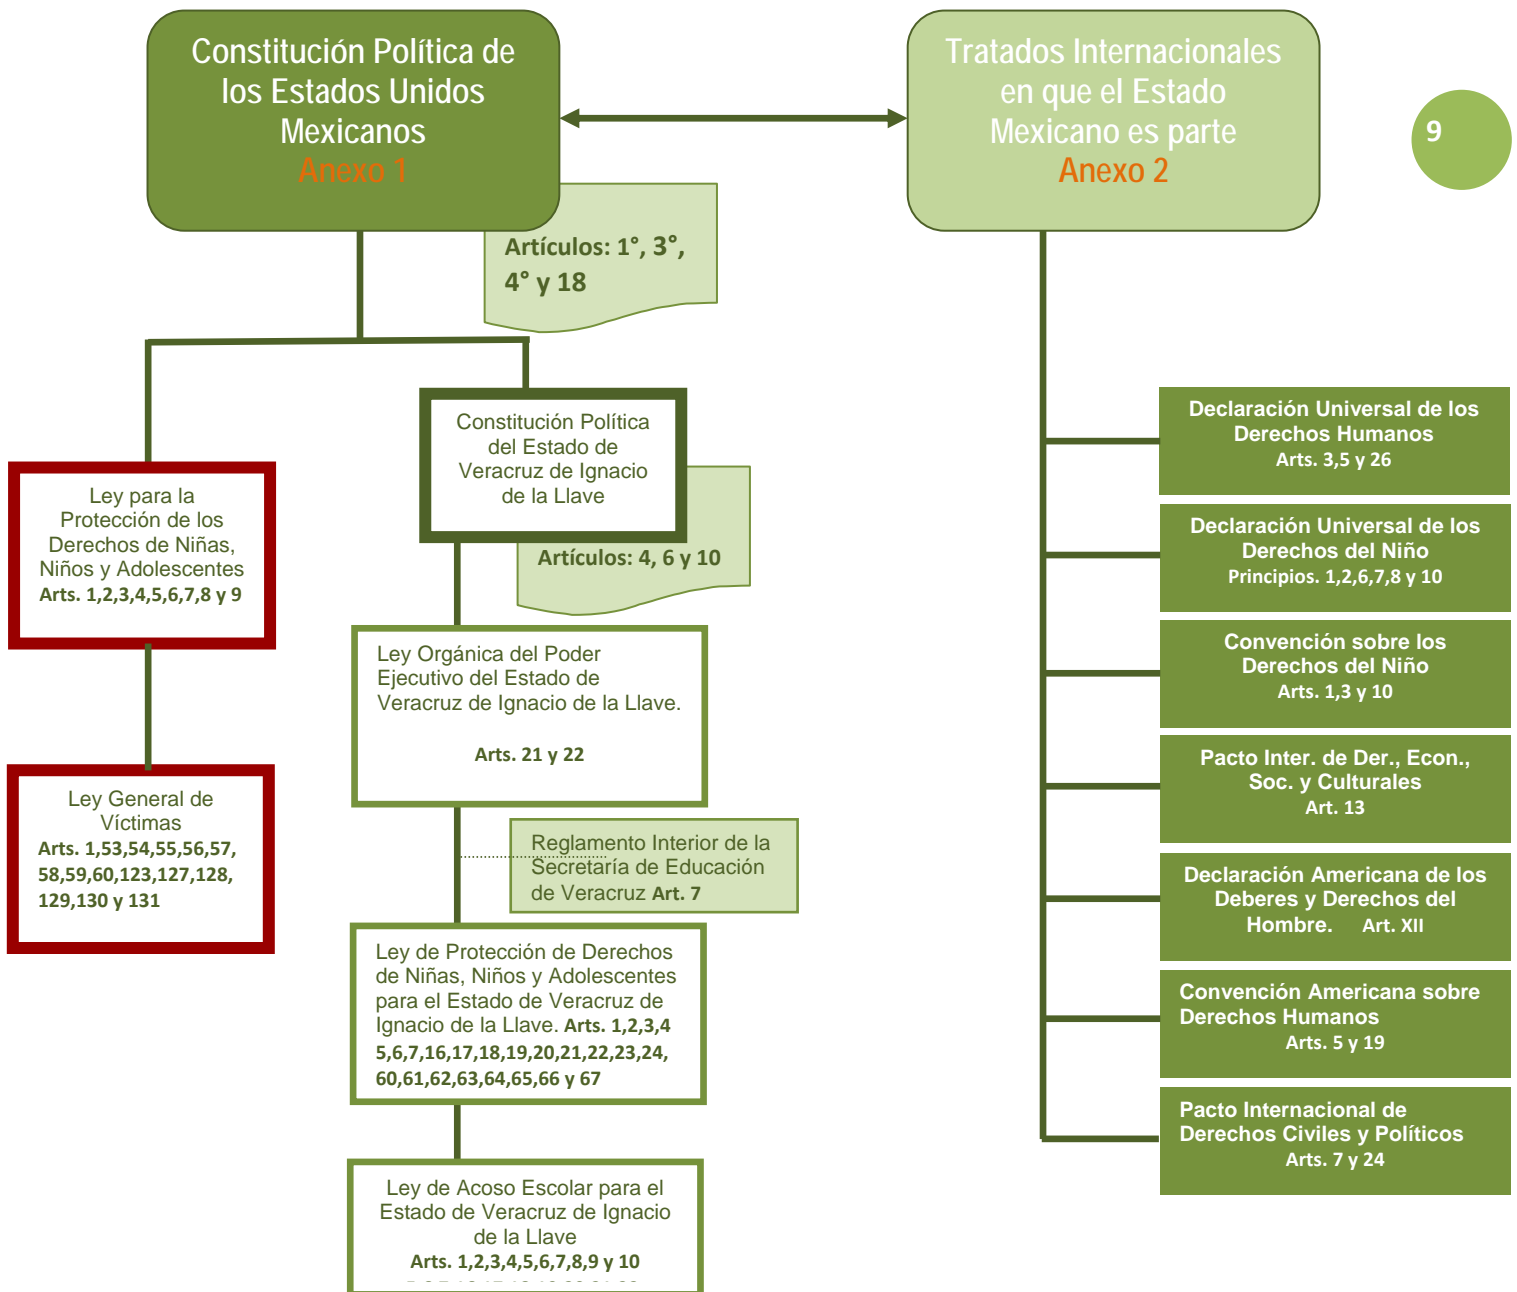 Constitución Política de
los Estados Unidos
Mexicanos
Anexo 1
Tratados Internacionales
en que el Estado
Mexicano es parte
Anexo 2
9
Artículos: 1°, 3°,
4° y 18
Constitución Política
del Estado de
Veracruz de Ignacio
de la Llave
Artículos: 4, 6 y 10
Ley para la
Protección de los
Derechos de Niñas,
Niños y Adolescentes
Arts. 1,2,3,4,5,6,7,8 y 9
Ley General de
Víctimas
Arts. 1,53,54,55,56,57,
58,59,60,123,127,128,
129,130 y 131
Ley Orgánica del Poder
Ejecutivo del Estado de
Veracruz de Ignacio de la Llave.
Arts. 21 y 22
Reglamento Interior de la
Secretaría de Educación
de Veracruz Art. 7
Ley de Protección de Derechos
de Niñas, Niños y Adolescentes
para el Estado de Veracruz de
Ignacio de la Llave. Arts. 1,2,3,4
5,6,7,16,17,18,19,20,21,22,23,24,
60,61,62,63,64,65,66 y 67
Ley de Acoso Escolar para el
Estado de Veracruz de Ignacio
de la Llave
Arts. 1,2,3,4,5,6,7,8,9 y 10
Declaración Universal de los
Derechos Humanos
Arts. 3,5 y 26
Declaración Universal de los
Derechos del Niño
Principios. 1,2,6,7,8 y 10
Convención sobre los
Derechos del Niño
Arts. 1,3 y 10
Pacto Inter. de Der., Econ.,
Soc. y Culturales
Art. 13
Declaración Americana de los
Deberes y Derechos del
Hombre. Art. XII
Convención Americana sobre
Derechos Humanos
Arts. 5 y 19
Pacto Internacional de
Derechos Civiles y Políticos
Arts. 7 y 24